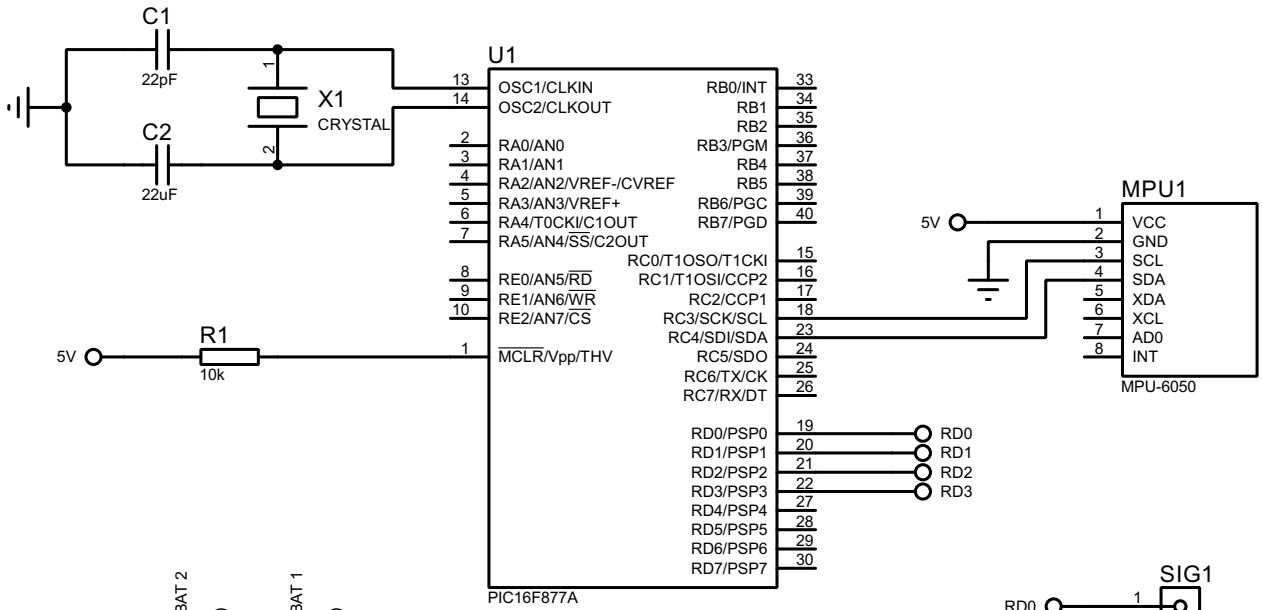 C1
22pF
C2
22uF
1
X1
CRYSTAL
2
U1
13 OSC1/CLKIN
14 OSC2/CLKOUT
2 RA0/AN0
3 RA1/AN1
4 RA2/AN2/VREF-/CVREF
5 RA3/AN3/VREF+
6 RA4/T0CKI/C1OUT
7 RA5/AN4/SS/C2OUT
8 RE0/AN5/RD
9 RE1/AN6/WR
10 RE2/AN7/CS
5V
R1
10k
1 MCLR/Vpp/THV
RB0/INT 33
RB1 34
RB2 35
RB3/PGM 36
RB4 37
RB5 38
RB6/PGC 39
RB7/PGD 40
RC0/T1OSO/T1CKI 15
RC1/T1OSI/CCP2 16
RC2/CCP1 17
RC3/SCK/SCL 18
RC4/SDI/SDA 23
RC5/SDO 24
RC6/TX/CK 25
RC7/RX/DT 26
RD0/PSP0 19 RD0
RD1/PSP1 20 RD1
RD2/PSP2 21 RD2
RD3/PSP3 22 RD3
RD4/PSP4 27
RD5/PSP5 28
RD6/PSP6 29
RD7/PSP7 30
PIC16F877A
MPU1
5V
1 VCC
2 GND
3 SCL
4 SDA
5 XDA
6 XCL
7 AD0
8 INT
MPU-6050
BAT 2
BAT 1
SIG1
RD0 1